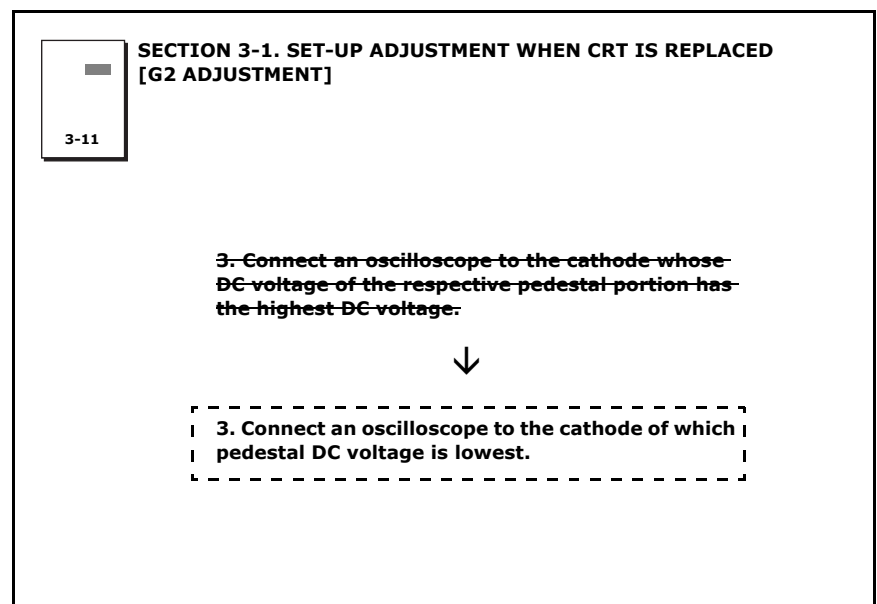 SECTION 3-1. SET-UP ADJUSTMENT WHEN CRT IS REPLACED
[G2 ADJUSTMENT]
3-11
3. Connect an oscilloscope to the cathode whose
DC voltage of the respective pedestal portion has
the highest DC voltage.
3. Connect an oscilloscope to the cathode of which
pedestal DC voltage is lowest.